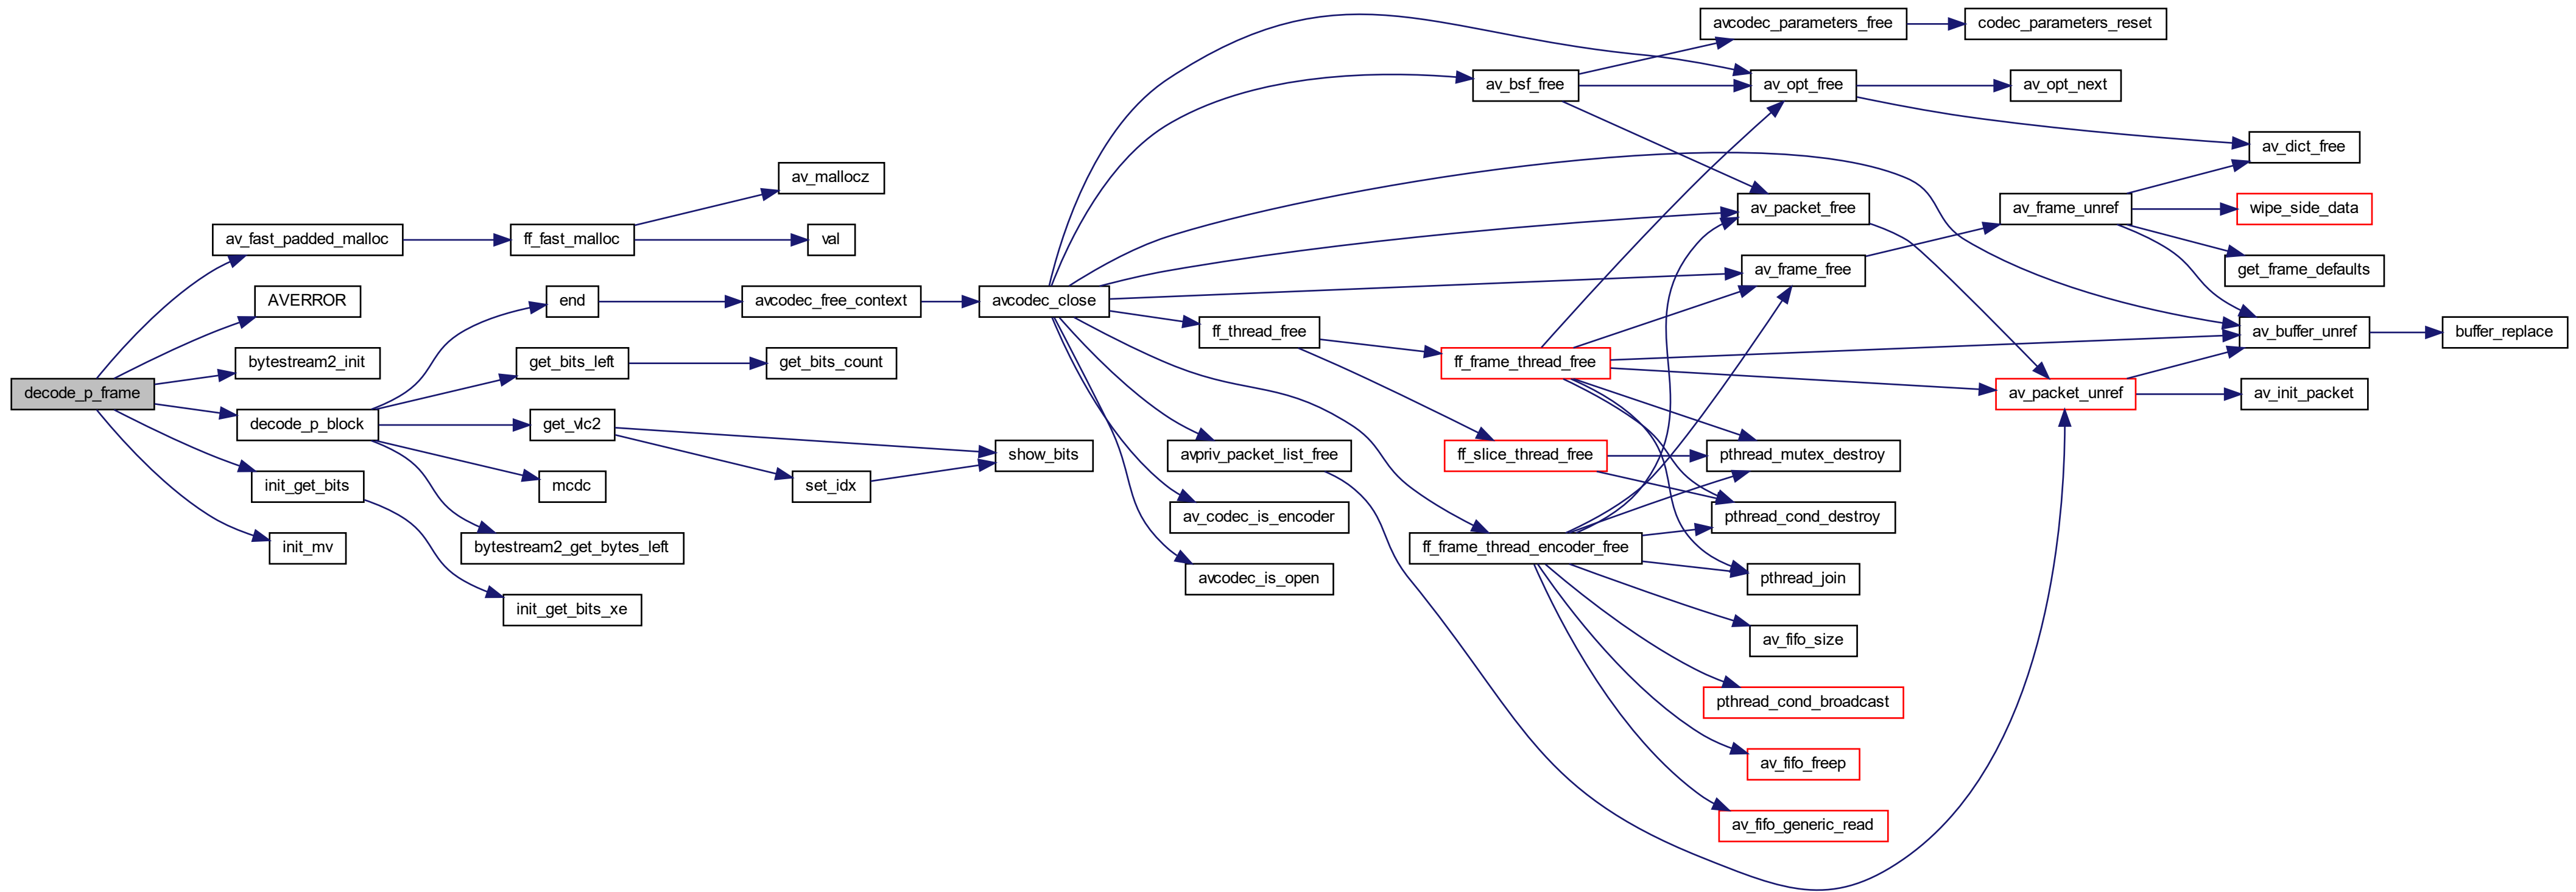 decode_p_frame
av_fast_padded_malloc
AVERROR
bytestream2_init
decode_p_block
init_get_bits
init_mv
ff_fast_malloc
end
get_bits_left
get_vlc2
mcdc
bytestream2_get_bytes_left
init_get_bits_xe
av_mallocz
val
avcodec_free_context
get_bits_count
set_idx
show_bits
avcodec_close
ff_thread_free
avpriv_packet_list_free
av_codec_is_encoder
avcodec_is_open
av_bsf_free
ff_frame_thread_free
ff_slice_thread_free
ff_frame_thread_encoder_free
avcodec_parameters_free
av_opt_free
av_packet_free
av_frame_free
pthread_mutex_destroy
pthread_cond_destroy
pthread_join
av_fifo_size
pthread_cond_broadcast
av_fifo_freep
av_fifo_generic_read
codec_parameters_reset
av_opt_next
av_frame_unref
av_packet_unref
av_dict_free
wipe_side_data
get_frame_defaults
av_buffer_unref
av_init_packet
buffer_replace